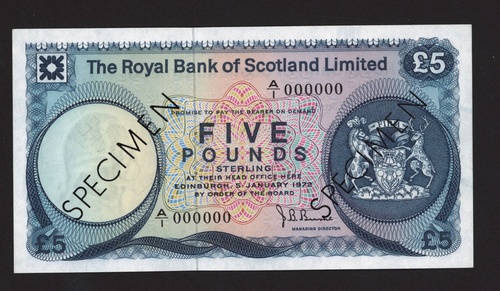 The Royal Bank of Scotland Limited
£5
A/1 000000
PROMISE TO PAY THE BEARER ON DEMAND
FIVE
POUNDS
STERLING
AT THEIR HEAD OFFICE HERE
EDINBURGH, 5 JANUARY 1972
BY ORDER OF THE BOARD
A/1 000000
MANAGING DIRECTOR
£5
£5
SPECIMEN
SPECIMEN